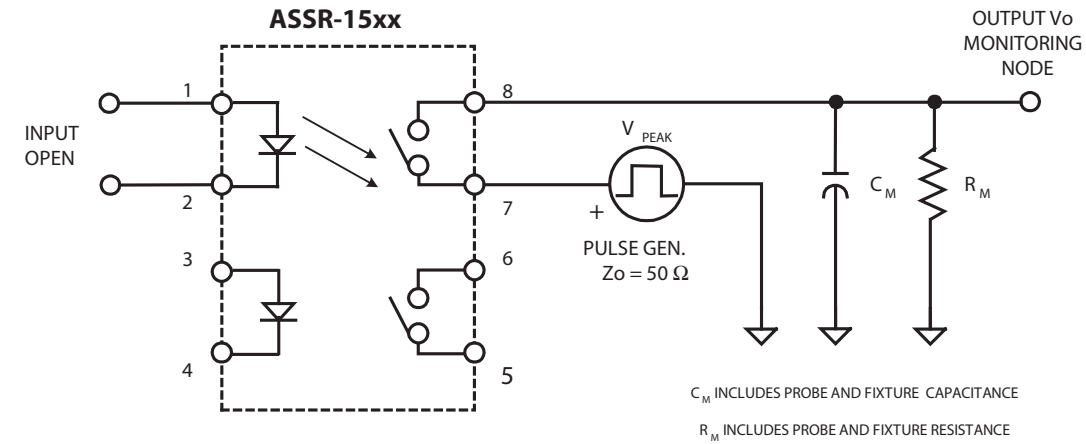 ASSR-15xx
OUTPUT Vo
MONITORING
NODE
1
8
INPUT
OPEN
V PEAK
C M
R M
2
7
+
PULSE GEN.
Zo = 50 Ω
3
6
4
5
C M INCLUDES PROBE AND FIXTURE CAPACITANCE
R M INCLUDES PROBE AND FIXTURE RESISTANCE